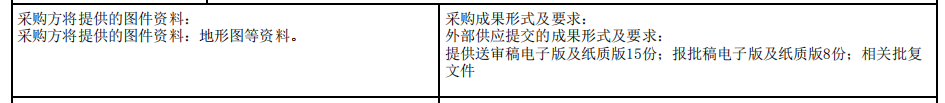 采购方将提供的图件资料：
采购方将提供的图件资料：地形图等资料。
采购成果形式及要求：
外部供应提交的成果形式及要求：
提供送审稿电子版及纸质版15份；报批稿电子版及纸质版8份；相关批复
文件